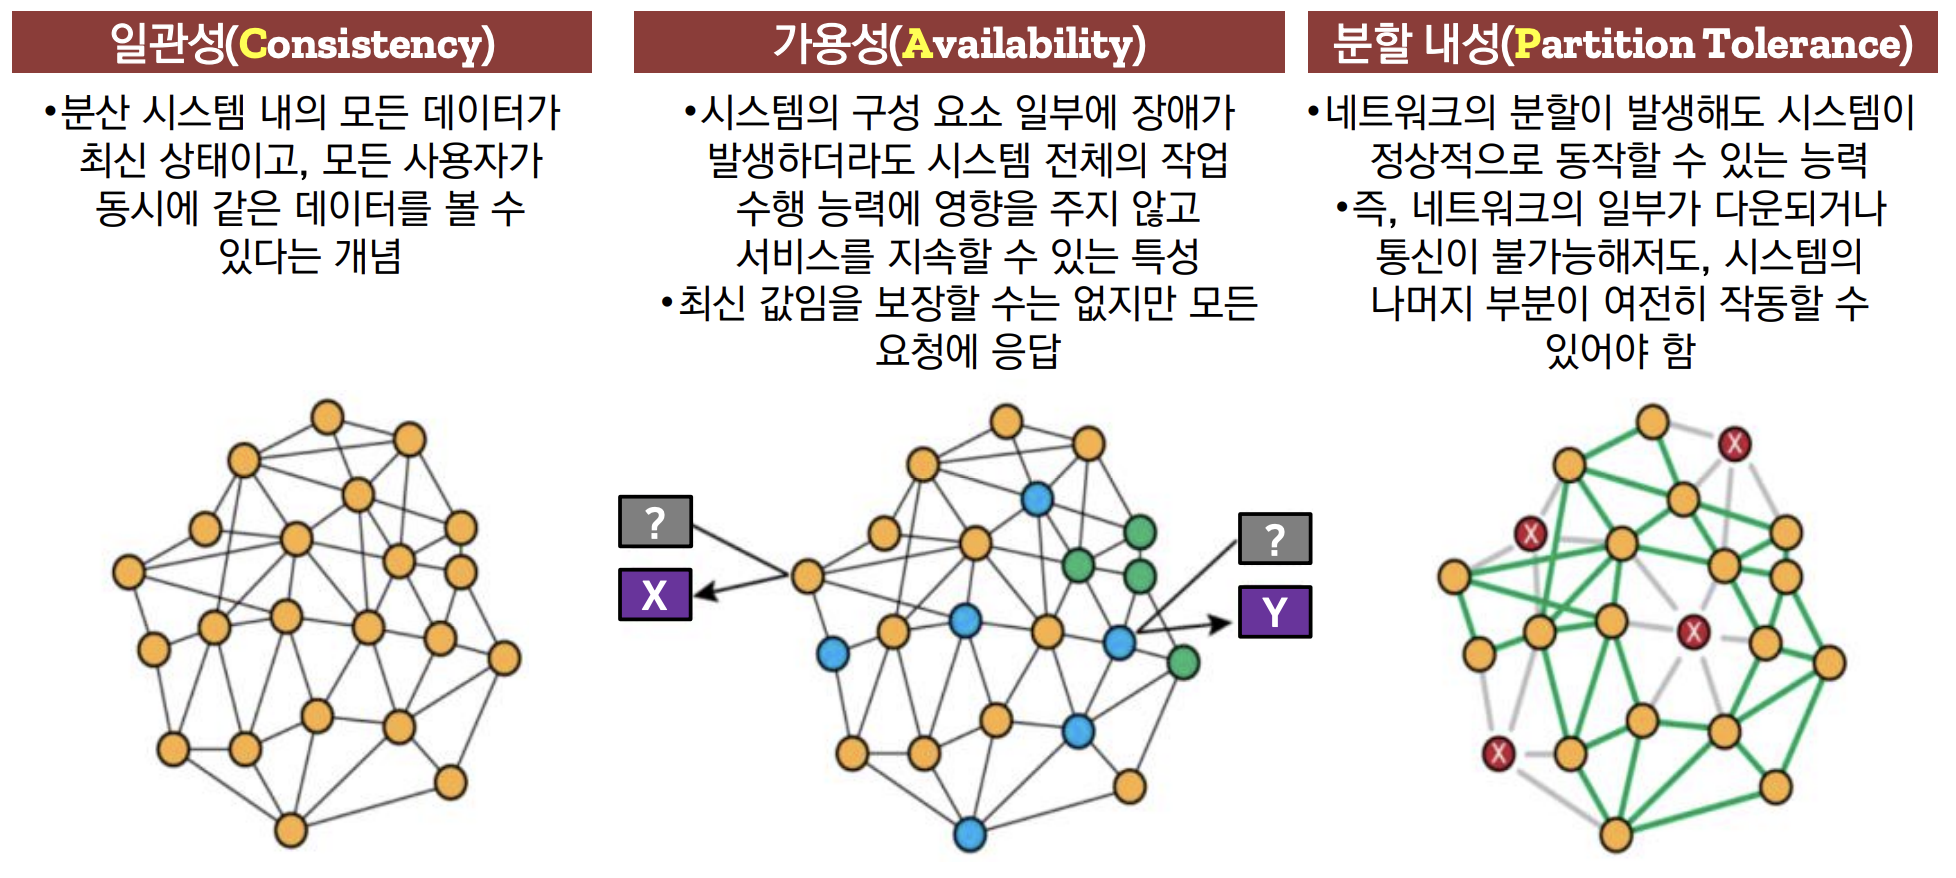 일관성(Consistency)
•분산 시스템 내의 모든 데이터가
최신 상태이고, 모든 사용자가
동시에 같은 데이터를 볼 수
있다는 개념
가용성(Availability)
•시스템의 구성 요소 일부에 장애가
발생하더라도 시스템 전체의 작업
수행 능력에 영향을 주지 않고
서비스를 지속할 수 있는 특성
•최신 값임을 보장할 수는 없지만 모든
요청에 응답
?
X
?
Y
분할 내성(Partition Tolerance)
•네트워크의 분할이 발생해도 시스템이
정상적으로 동작할 수 있는 능력
•즉, 네트워크의 일부가 다운되거나
통신이 불가능해져도, 시스템의
나머지 부분이 여전히 작동할 수
있어야 함
X
X
X
X